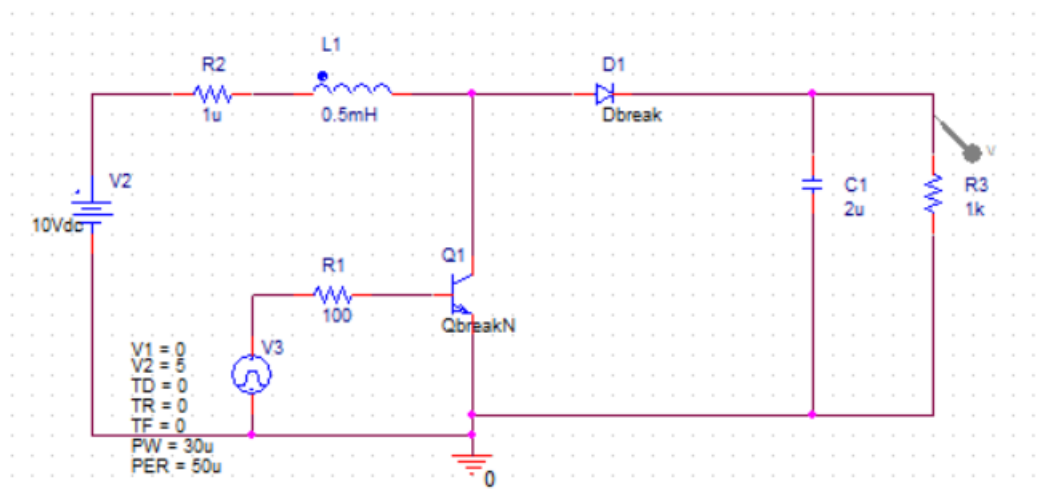 L1
R2
D1
1u
0.5mH
Dbreak
V2
10Vdc
C1
R3
2u
1k
V
Q1
R1
100
QbreakN
V3
V1 = 0
V2 = 5
TD = 0
TR = 0
TF = 0
PW = 30u
PER = 50u
0